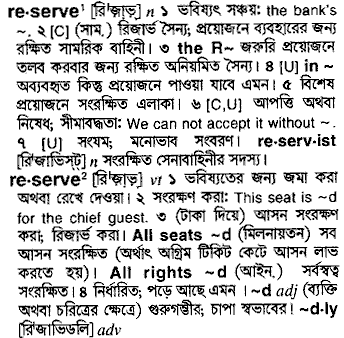 re·serve¹ [রিˈজ়াভ়্] n ১ ভবিষ্যৎ সঞ্চয়: the bank's
~. ২ [C] (সাম.) রিজার্ভ সৈন্য; প্রয়োজনে ব্যবহারের জন্য
রক্ষিত সামরিক বাহিনী। ৩ the R~ জরুরি প্রয়োজনে
তলব করবার জন্য রক্ষিত অনিয়মিত সৈন্য। ৪ [U] in ~
অব্যবহৃত কিন্তু প্রয়োজনে পাওয়া যাবে এমন। ৫ বিশেষ
প্রয়োজনে সংরক্ষিত এলাকা। ৬ [C,U] আপত্তি অথবা
নিষেধ; সীমাবদ্ধতা: We can not accept it without ~.
৭ [U] সংযম; মনোভাব সংবরণ। re·serv·ist
[রিˈজ়াভিস্ট্] n সংরক্ষিত সেনাবাহিনীর সদস্য।
re·serve² [রিˈজ়াভ়্] vt ১ ভবিষ্যতের জন্য জমা করা
অথবা রেখে দেওয়া। ২ সংরক্ষণ করা: This seat is ~d
for the chief guest. ৩ (টাকা দিয়ে) আসন সংরক্ষণ
করা; রিজার্ভ করা। All seats ~d (মিলনায়তন) সব
আসন সংরক্ষিত (অর্থাৎ অগ্রিম টিকিট কেটে আসন লাভ
করতে হয়)। All rights ~d (আইন.) সর্বস্বত্ব
সংরক্ষিত। ৪ নির্ধারিত; পড়ে আছে এমন। ~d adj (ব্যক্তি
অথবা চরিত্রের ক্ষেত্রে) গুরুগম্ভীর; চাপা স্বভাবের। ~d·ly
[রিˈজ়াভ়িডলি] adv